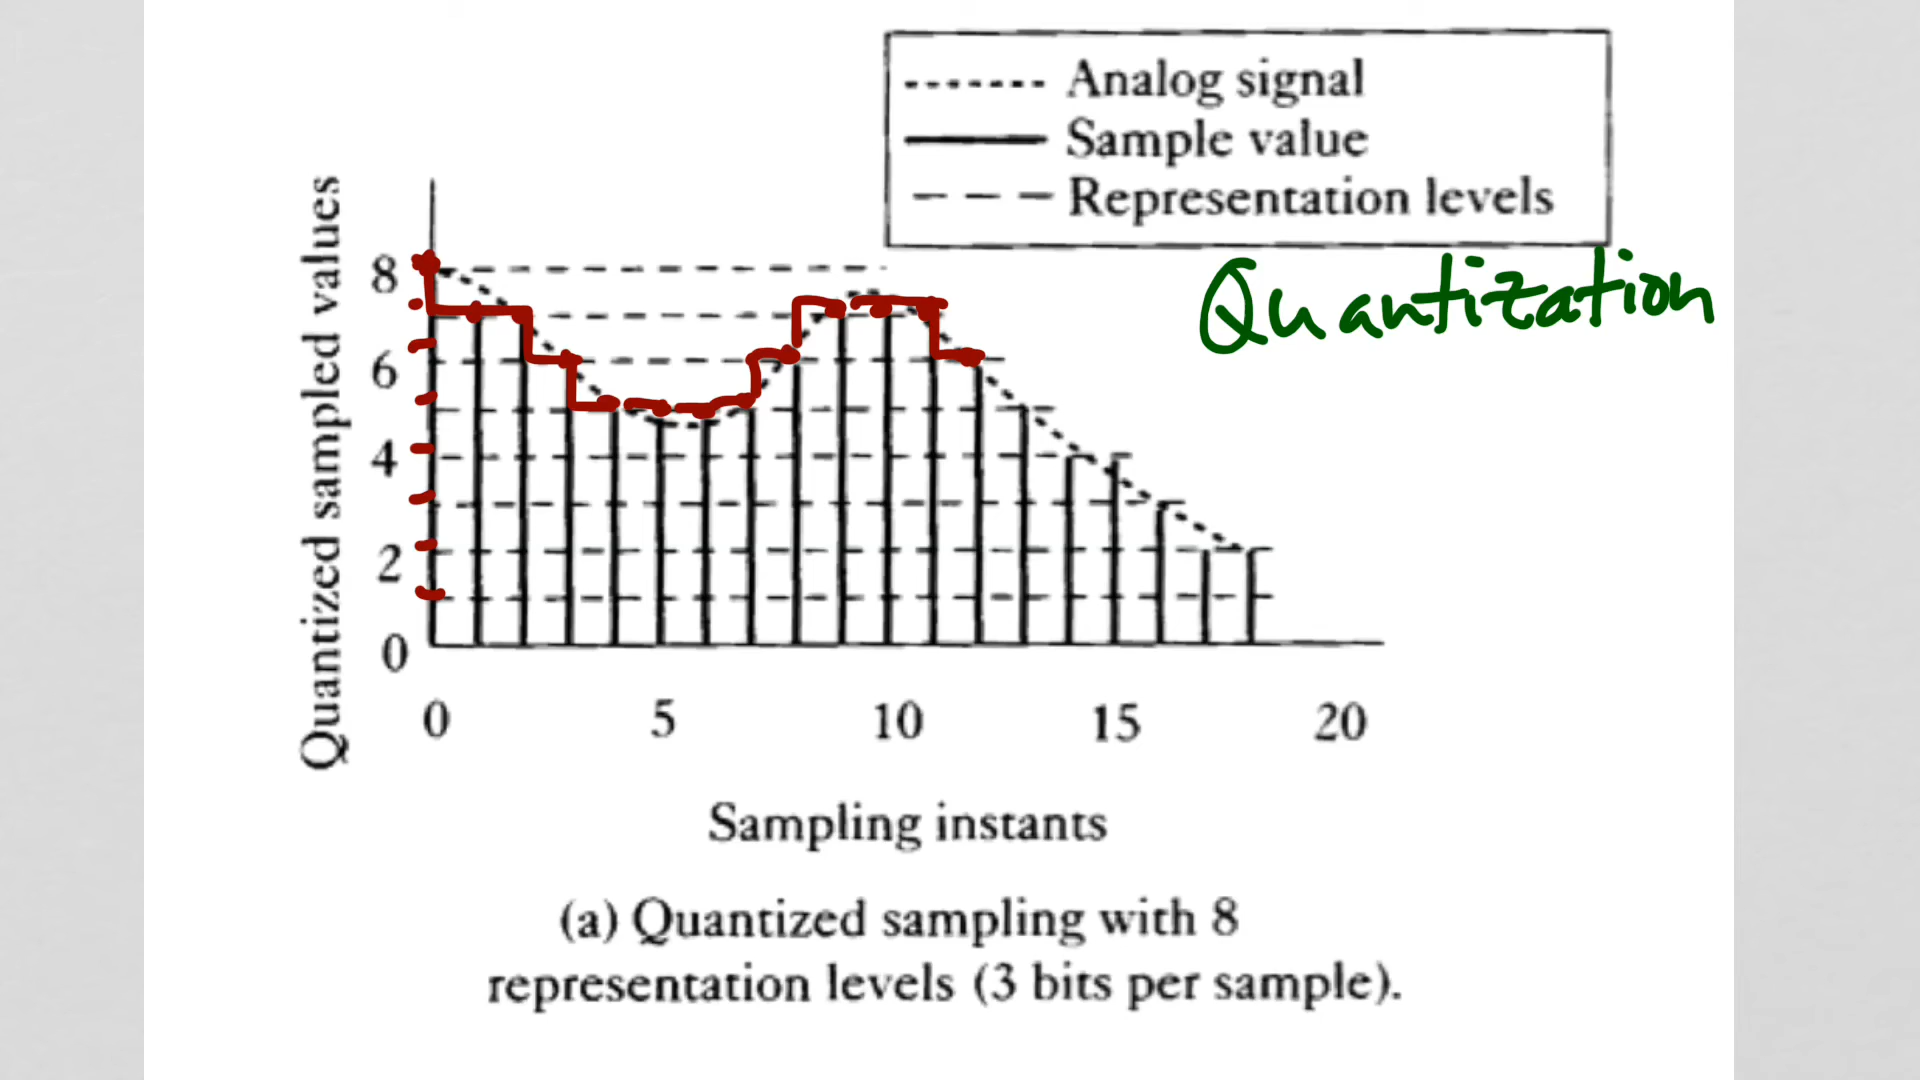 Analog signal
Sample value
Representation levels
Quantization
Quantized sampled values
8
6
4
2
0
0 5 10 15 20
Sampling instants
(a) Quantized sampling with 8
representation levels (3 bits per sample).